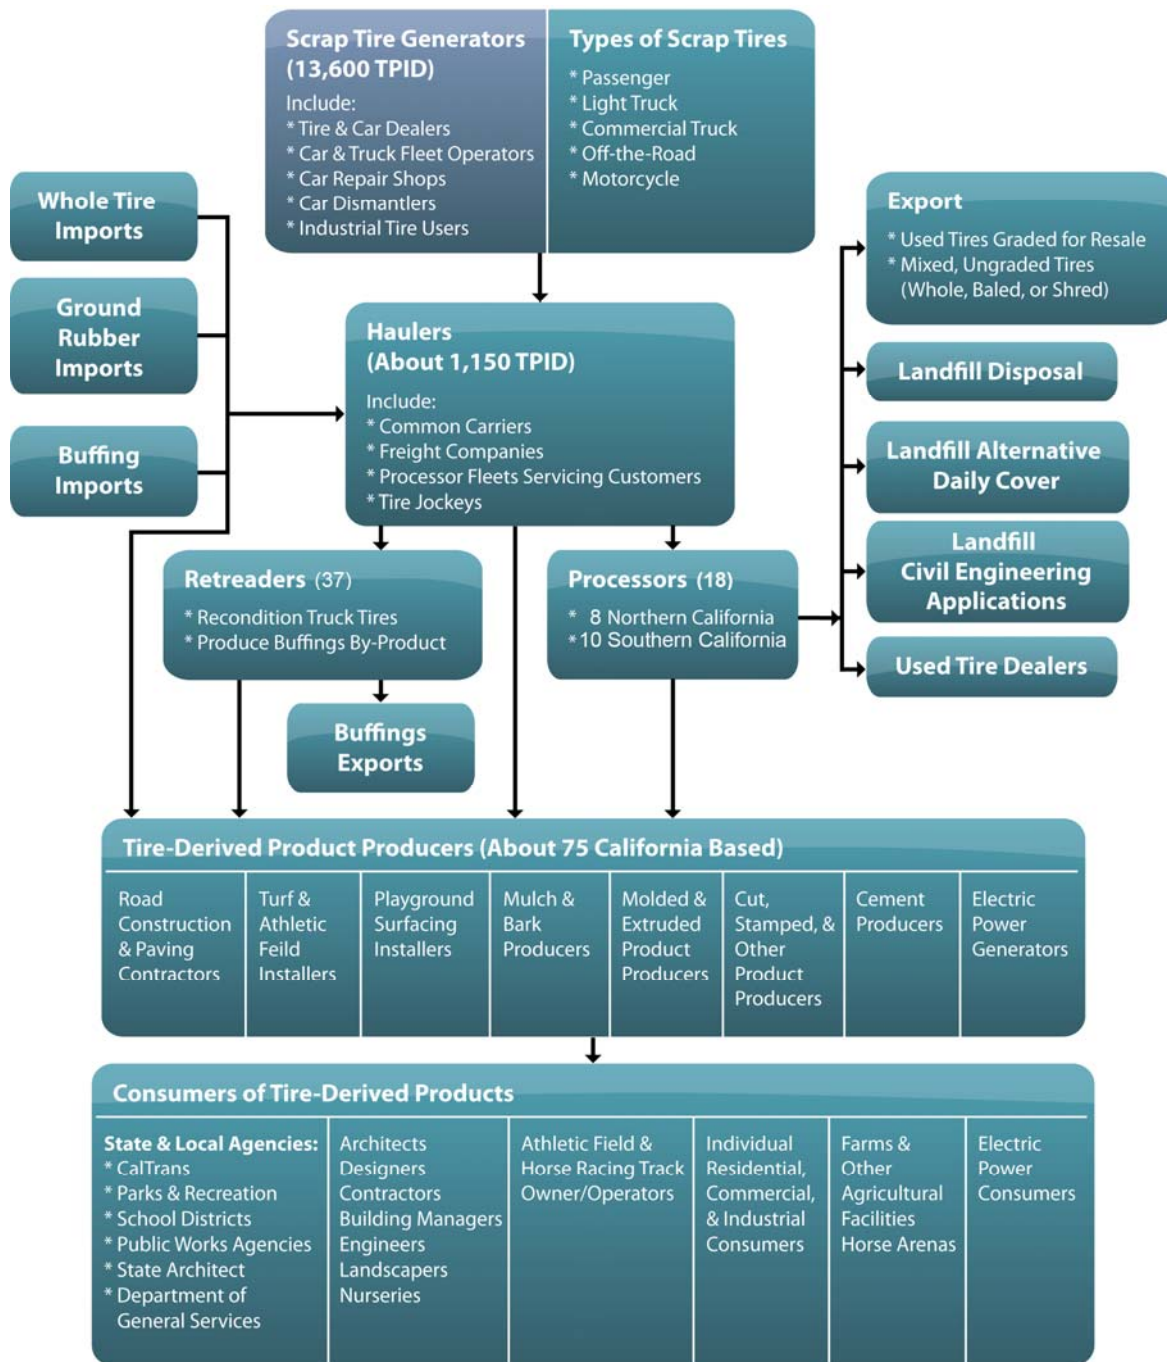 Scrap Tire Generators
(13,600 TPID)
Include:
* Tire & Car Dealers
* Car & Truck Fleet Operators
* Car Repair Shops
* Car Dismantlers
* Industrial Tire Users
Types of Scrap Tires
* Passenger
* Light Truck
* Commercial Truck
* Off-the-Road
* Motorcycle
Whole Tire
Imports
Ground
Rubber
Imports
Buffing
Imports
Haulers
(About 1,150 TPID)
Include:
* Common Carriers
* Freight Companies
* Processor Fleets Servicing Customers
* Tire Jockeys
Export
* Used Tires Graded for Resale
* Mixed, Ungraded Tires
(Whole, Baled, or Shred)
Landfill Disposal
Landfill Alternative
Daily Cover
Landfill
Civil Engineering
Applications
Used Tire Dealers
Retreaders (37)
* Recondition Truck Tires
* Produce Buffings By-Product
Processors (18)
* 8 Northern California
* 10 Southern California
Buffings
Exports
Tire-Derived Product Producers (About 75 California Based)
Road
Construction
& Paving
Contractors
Turf &
Athletic
Feild
Installers
Playground
Surfacing
Installers
Mulch &
Bark
Producers
Molded &
Extruded
Product
Producers
Cut,
Stamped, &
Other
Product
Producers
Cement
Producers
Electric
Power
Generators
Consumers of Tire-Derived Products
State & Local Agencies:
* CalTrans
* Parks & Recreation
* School Districts
* Public Works Agencies
* State Architect
* Department of
General Services
Architects
Designers
Contractors
Building Managers
Engineers
Landscapers
Nurseries
Athletic Field &
Horse Racing Track
Owner/Operators
Individual
Residential,
Commercial,
& Industrial
Consumers
Farms &
Other
Agricultural
Facilities
Horse Arenas
Electric
Power
Consumers